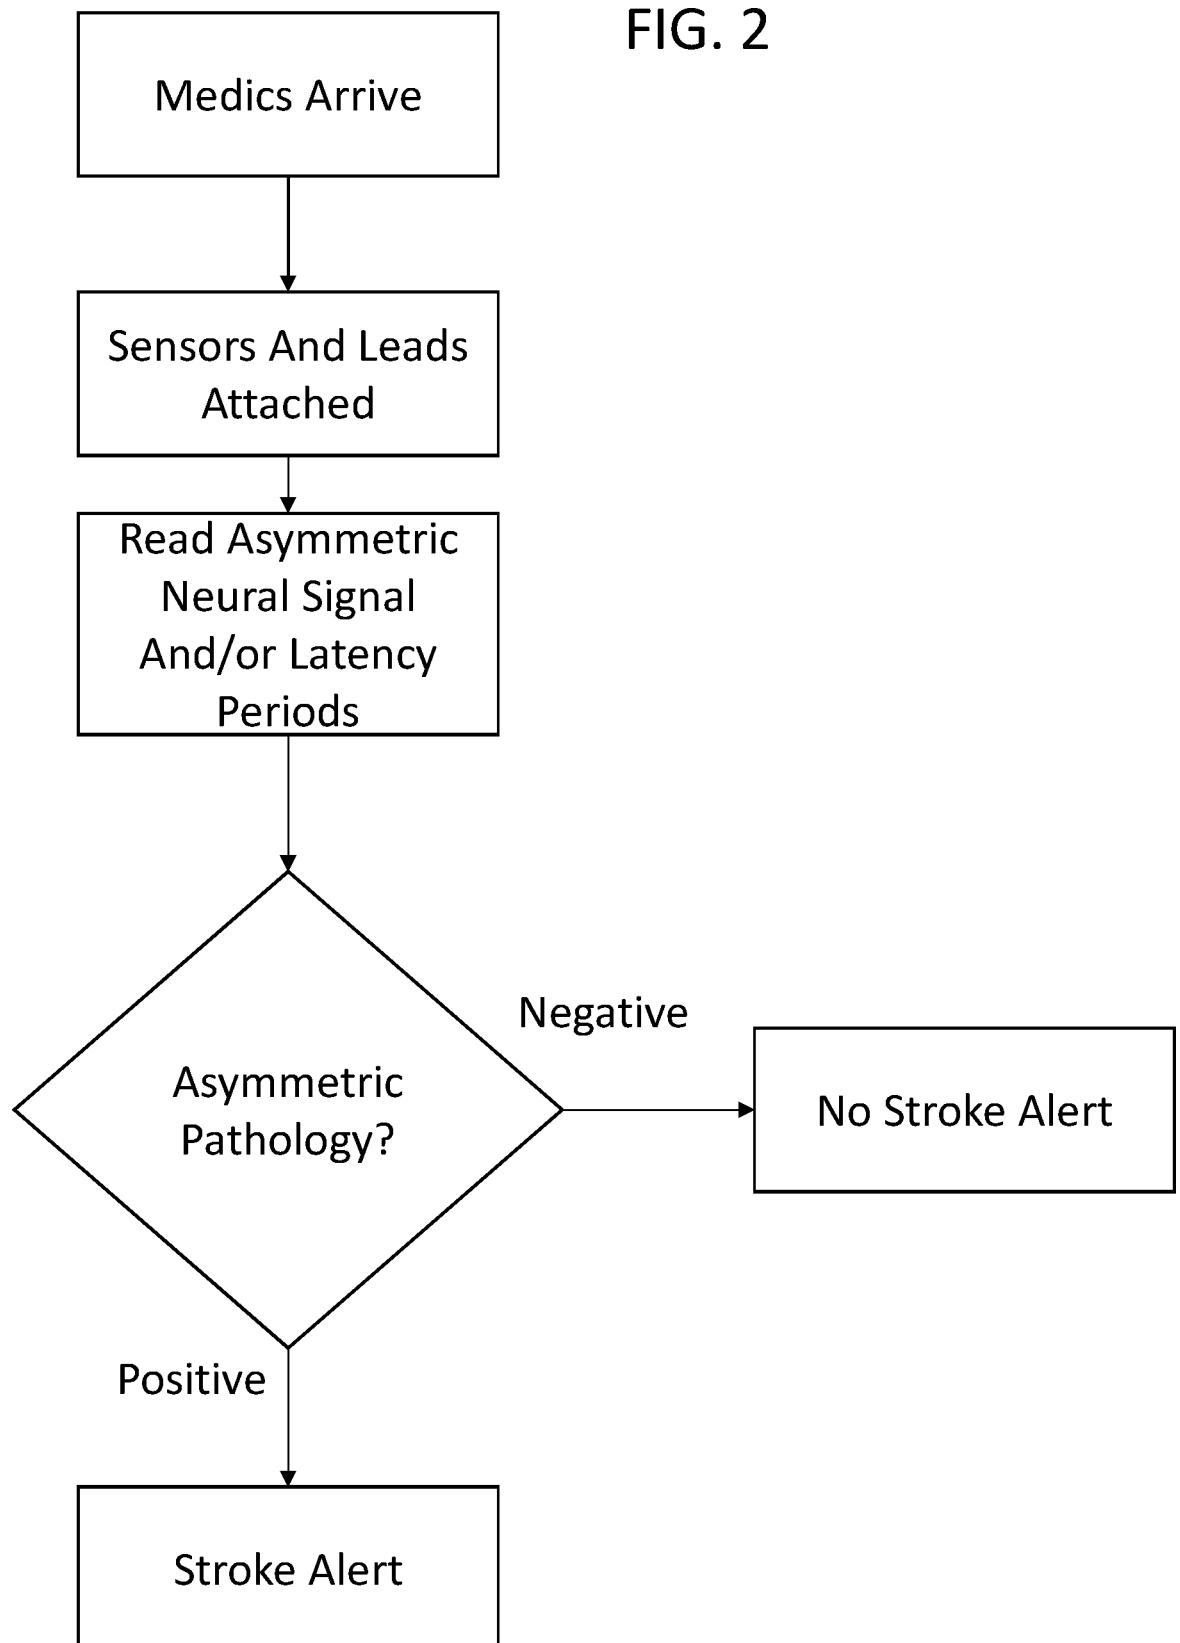 FIG. 2
Medics Arrive
Sensors And Leads
Attached
Read Asymmetric
Neural Signal
And/or Latency
Periods
Asymmetric
Pathology?
Negative
No Stroke Alert
Positive
Stroke Alert